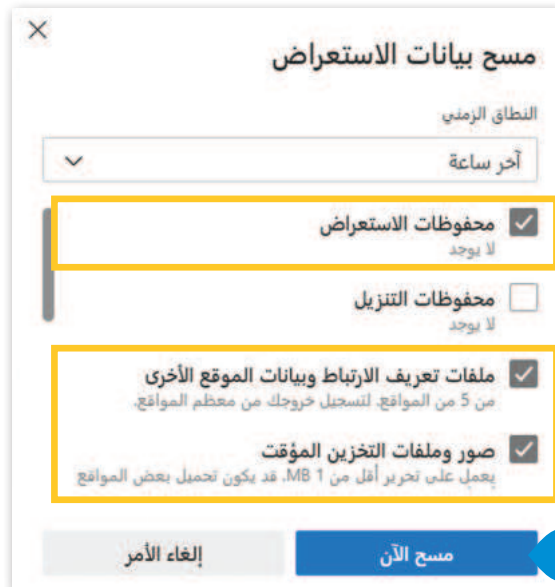 مسح بيانات الاستعراض
النطاق الزمني
آخر ساعة
محفوظات الاستعراض
لا يوجد
محفوظات التنزيل
لا يوجد
ملفات تعريف الارتباط وبيانات الموقع الأخرى
من 5 من المواقع. لتسجيل خروجك من معظم المواقع.
صور وملفات التخزين المؤقت
يعمل على تحرير أقل من 1 MB. قد يكون تحميل بعض المواقع
مسح الآن
إلغاء الأمر